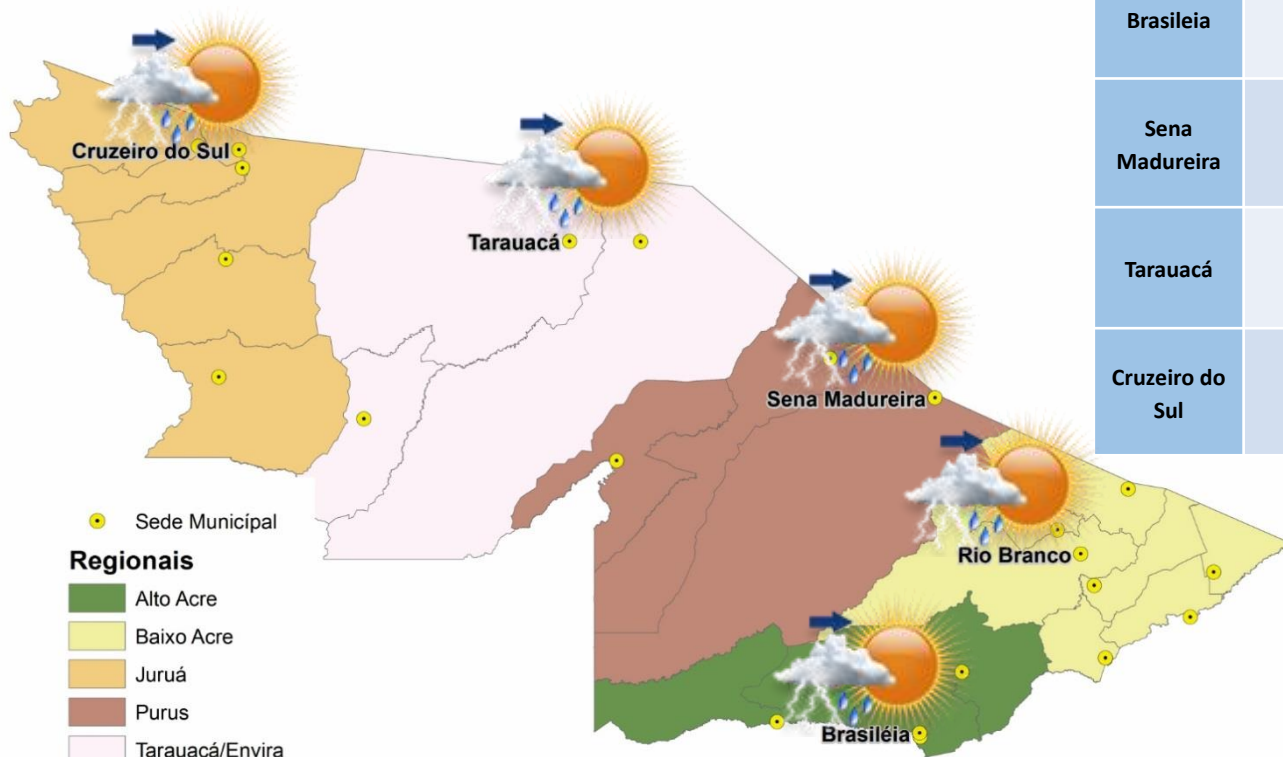 Brasileia
Sena
Madureira
Tarauacá
Cruzeiro do
Sul
Cruzeiro do Sul
Tarauacá
Sena Madureira
Rio Branco
Brasiléia
Sede Municípal
Regionais
Alto Acre
Baixo Acre
Juruá
Purus
Tarauacá/Envira